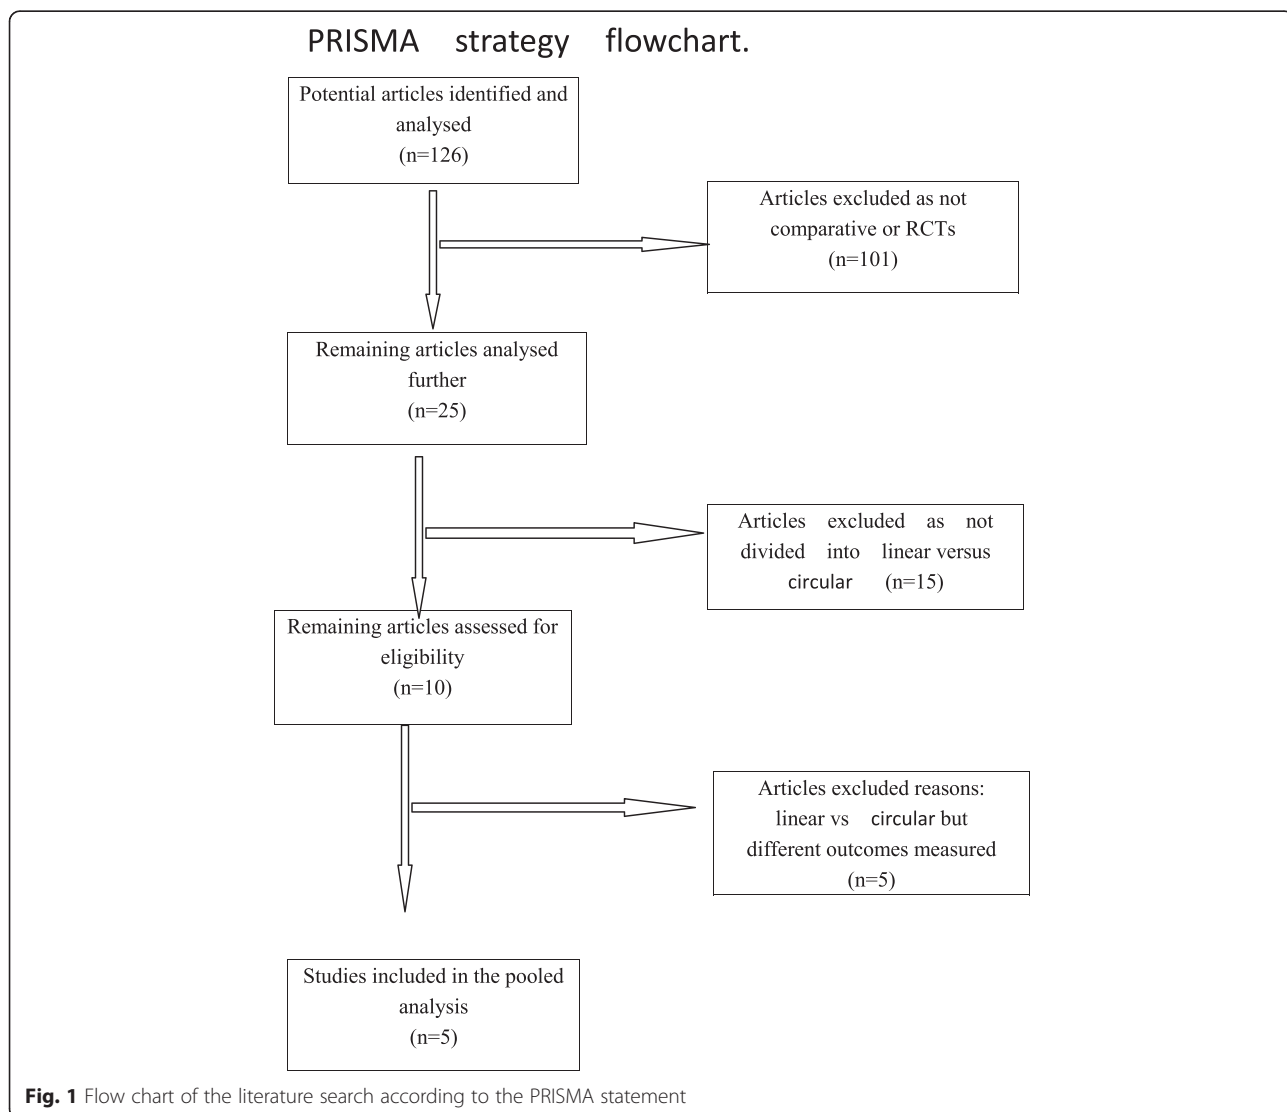 PRISMA strategy flowchart.
Potential articles identified and
analysed
(n=126)
Articles excluded as not
comparative or RCTs
(n=101)
Remaining articles analysed
further
(n=25)
Articles excluded as not
divided into linear versus
circular (n=15)
Remaining articles assessed for
eligibility
(n=10)
Articles excluded reasons:
linear vs circular but
different outcomes measured
(n=5)
Studies included in the pooled
analysis
(n=5)
Fig. 1 Flow chart of the literature search according to the PRISMA statement